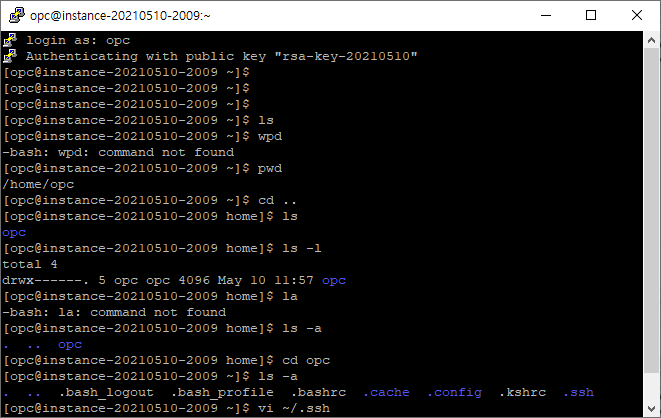 opc@instance-20210510-2009:~
login as: opc
Authenticating with public key "rsa-key-20210510"
[opc@instance-20210510-2009 ~]$
[opc@instance-20210510-2009 ~]$
[opc@instance-20210510-2009 ~]$
[opc@instance-20210510-2009 ~]$ ls
[opc@instance-20210510-2009 ~]$ wpd
-bash: wpd: command not found
[opc@instance-20210510-2009 ~]$ pwd
/home/opc
[opc@instance-20210510-2009 ~]$ cd ..
[opc@instance-20210510-2009 home]$ ls
opc
[opc@instance-20210510-2009 home]$ ls -l
total 4
drwx------. 5 opc opc 4096 May 10 11:57 opc
[opc@instance-20210510-2009 home]$ la
-bash: la: command not found
[opc@instance-20210510-2009 home]$ ls -a
.  ..  opc
[opc@instance-20210510-2009 home]$ cd opc
[opc@instance-20210510-2009 ~]$ ls -a
.  ..  .bash_logout  .bash_profile  .bashrc  .cache  .config  .kshrc  .ssh
[opc@instance-20210510-2009 ~]$ vi ~/.ssh